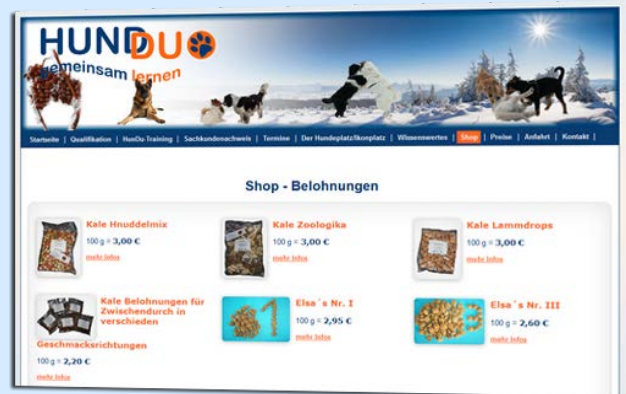 HUNDDUO
gemeinsam lernen
Startseite | Qualifikation | HunDu-Training | Sachkundenachweis | Termine | Der Hundeplatz/Ikonplatz | Wissenswertes | Shop | Preise | Anfahrt | Kontakt |
Shop - Belohnungen
Kale Hnuddelmix
100 g = 3,00 €
mehr Infos
Kale Zoologika
100 g = 3,00 €
mehr Infos
Kale Lammdrops
100 g = 3,00 €
mehr Infos
Kale Belohnungen für
Zwischendurch in
verschieden
Geschmacksrichtungen
100 g = 2,20 €
mehr Infos
Elsa´s Nr. I
100 g = 2,95 €
mehr Infos
Elsa´s Nr. III
100 g = 2,60 €
mehr Infos